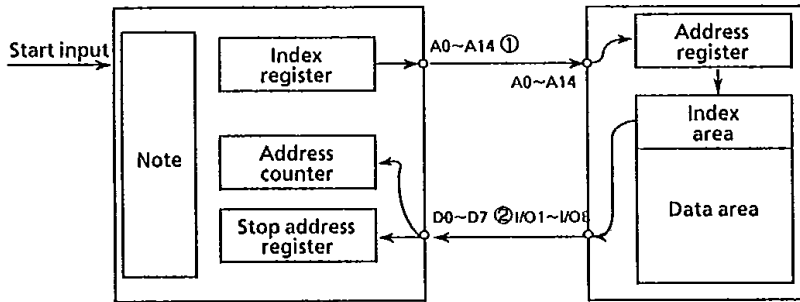 Start input
Note
Index
register
Address
counter
Stop address
register
A0~A14 ①
A0~A14
D0~D7 ② I/O1~I/O8
Address
register
Index
area
Data area